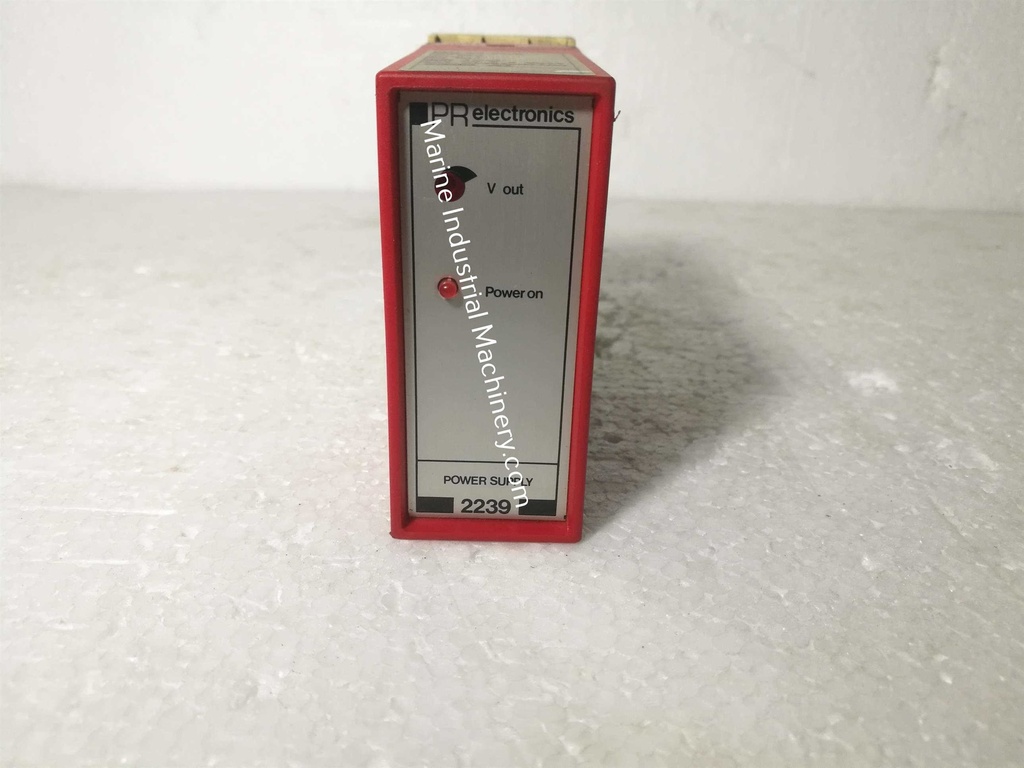 PR electronics
V out
Power on
POWER SUPPLY
2239
Marine Industrial Machinery.com